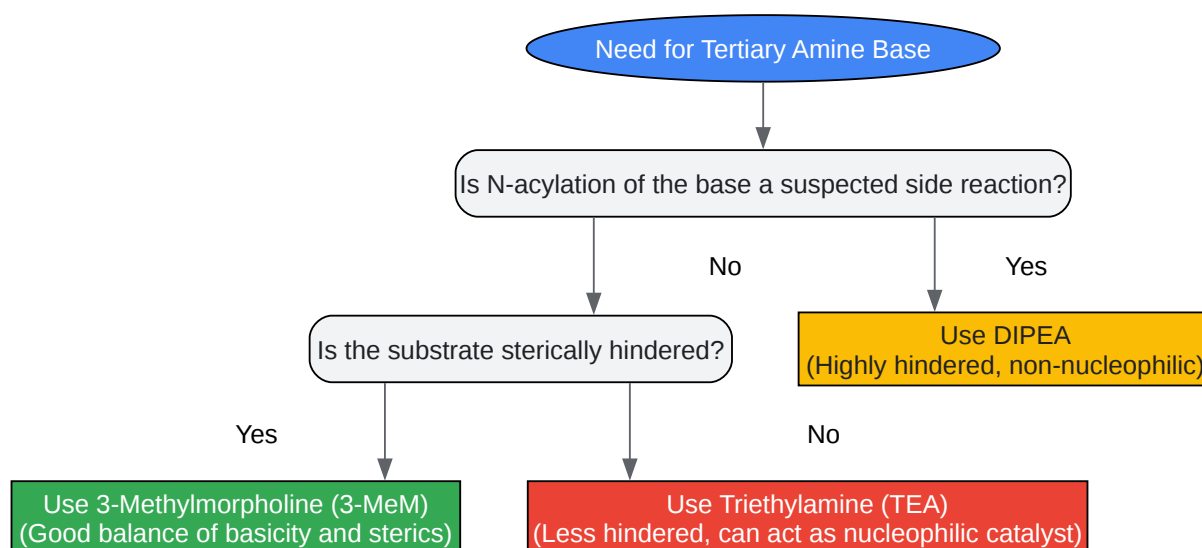 Need for Tertiary Amine Base
Is N-acylation of the base a suspected side reaction?
No
Yes
Is the substrate sterically hindered?
Use DIPEA
(Highly hindered, non-nucleophilic)
Yes
No
Use 3-Methylmorpholine (3-MeM)
(Good balance of basicity and sterics)
Use Triethylamine (TEA)
(Less hindered, can act as nucleophilic catalyst)